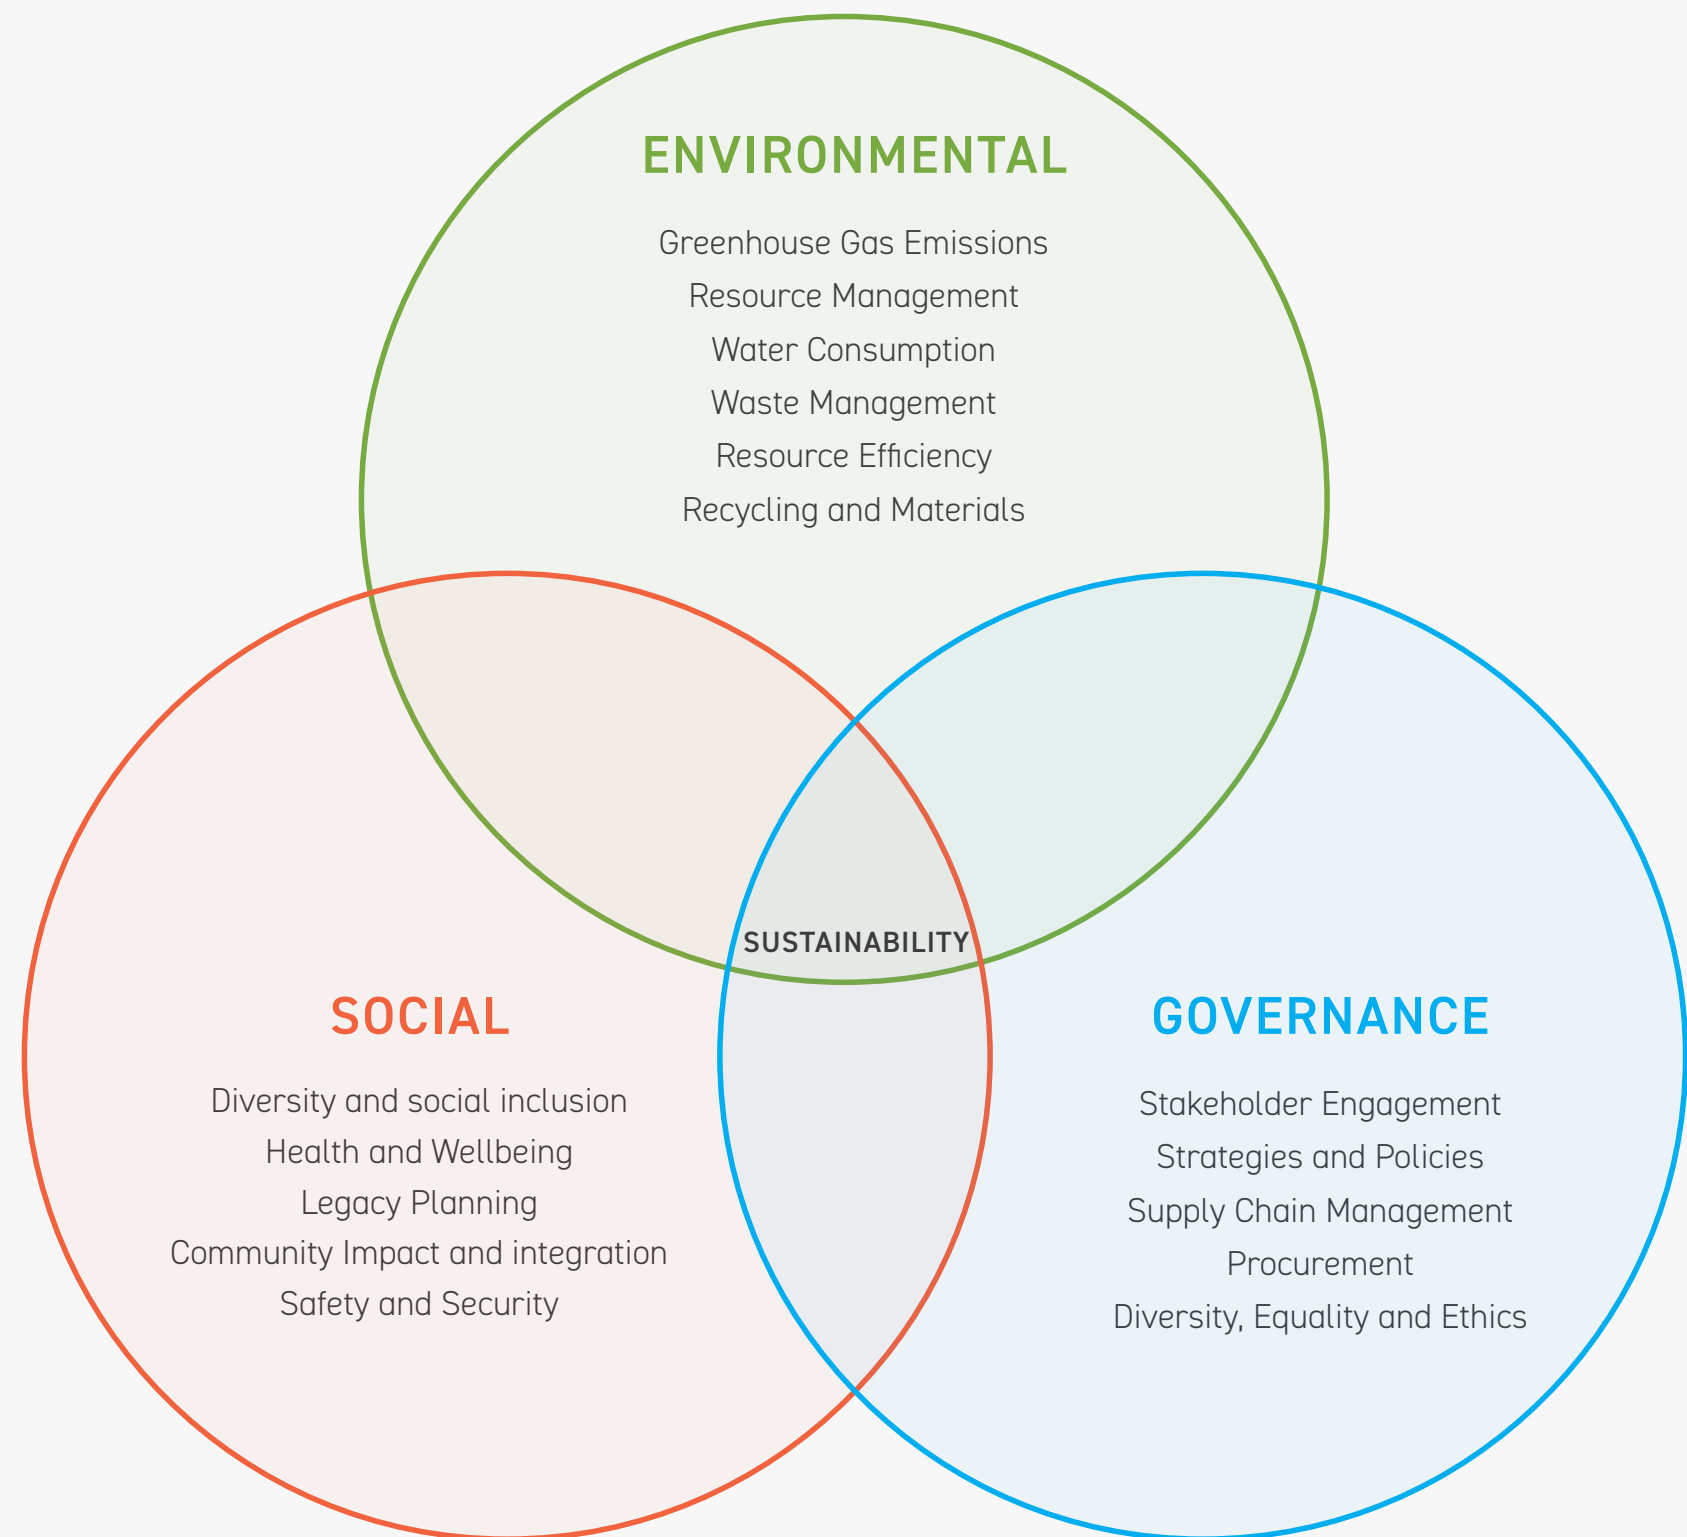 ENVIRONMENTAL
Greenhouse Gas Emissions
Resource Management
Water Consumption
Waste Management
Resource Efficiency
Recycling and Materials
SUSTAINABILITY
SOCIAL
Diversity and social inclusion
Health and Wellbeing
Legacy Planning
Community Impact and integration
Safety and Security
GOVERNANCE
Stakeholder Engagement
Strategies and Policies
Supply Chain Management
Procurement
Diversity, Equality and Ethics